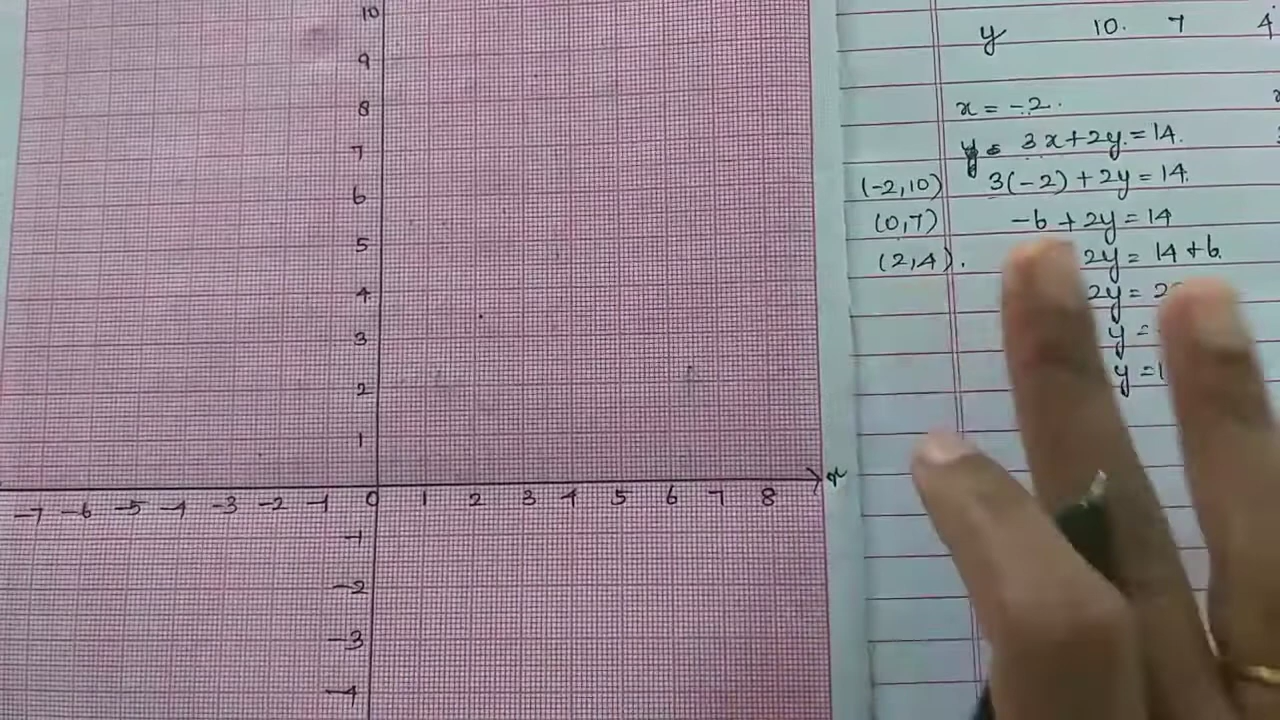 10
9
8
7
6
5
4
3
2
1
-7 -6 -5 -4 -3 -2 -1 0 1 2 3 4 5 6 7 8 x
-1
-2
-3
-4
y 10. 7 4
x = -2.
3x+2y = 14.
(-2,10) 3(-2) + 2y = 14.
(0,7) -6 + 2y = 14
(2,4). 2y = 14 + 6.
2y =
y =
y =